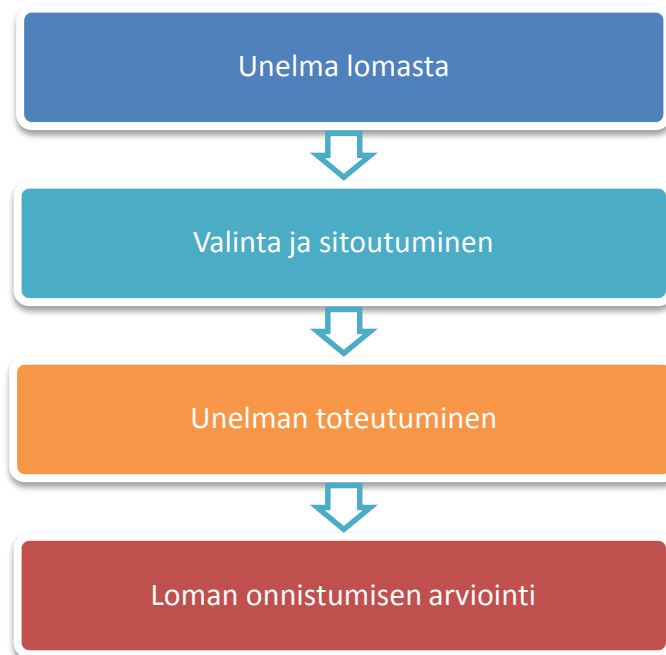 Unelma lomasta
Valinta ja sitoutuminen
Unelman toteutuminen
Loman onnistumisen arviointi